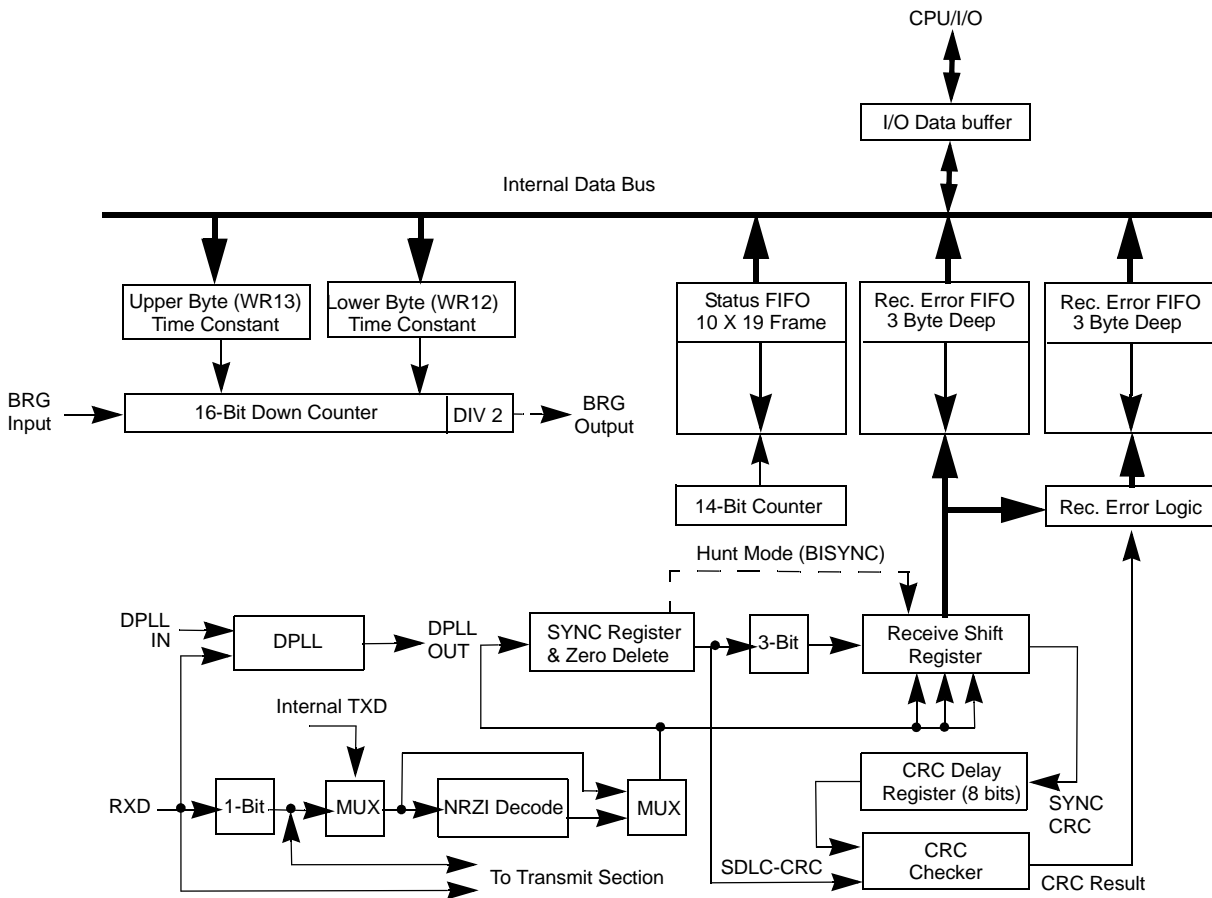 CPU/I/O
I/O Data buffer
Internal Data Bus
Upper Byte (WR13)
Time Constant
Lower Byte (WR12)
Time Constant
Status FIFO
10 X 19 Frame
Rec. Error FIFO
3 Byte Deep
Rec. Error FIFO
3 Byte Deep
BRG
Input
16-Bit Down Counter
DIV 2
BRG
Output
14-Bit Counter
Rec. Error Logic
Hunt Mode (BISYNC)
DPLL
IN
DPLL
DPLL
OUT
SYNC Register
& Zero Delete
3-Bit
Receive Shift
Register
Internal TXD
RXD
1-Bit
MUX
NRZI Decode
MUX
CRC Delay
Register (8 bits)
SYNC
CRC
To Transmit Section
SDLC-CRC
CRC
Checker
CRC Result